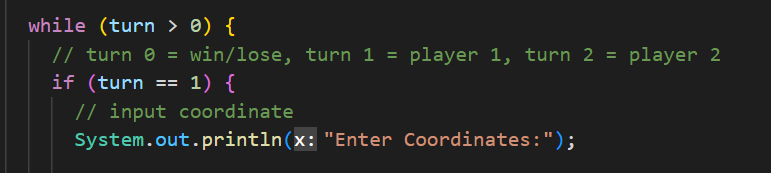 while (turn > 0) {
// turn 0 = win/lose, turn 1 = player 1, turn 2 = player 2
if (turn == 1) {
// input coordinate
System.out.println(x: "Enter Coordinates:");